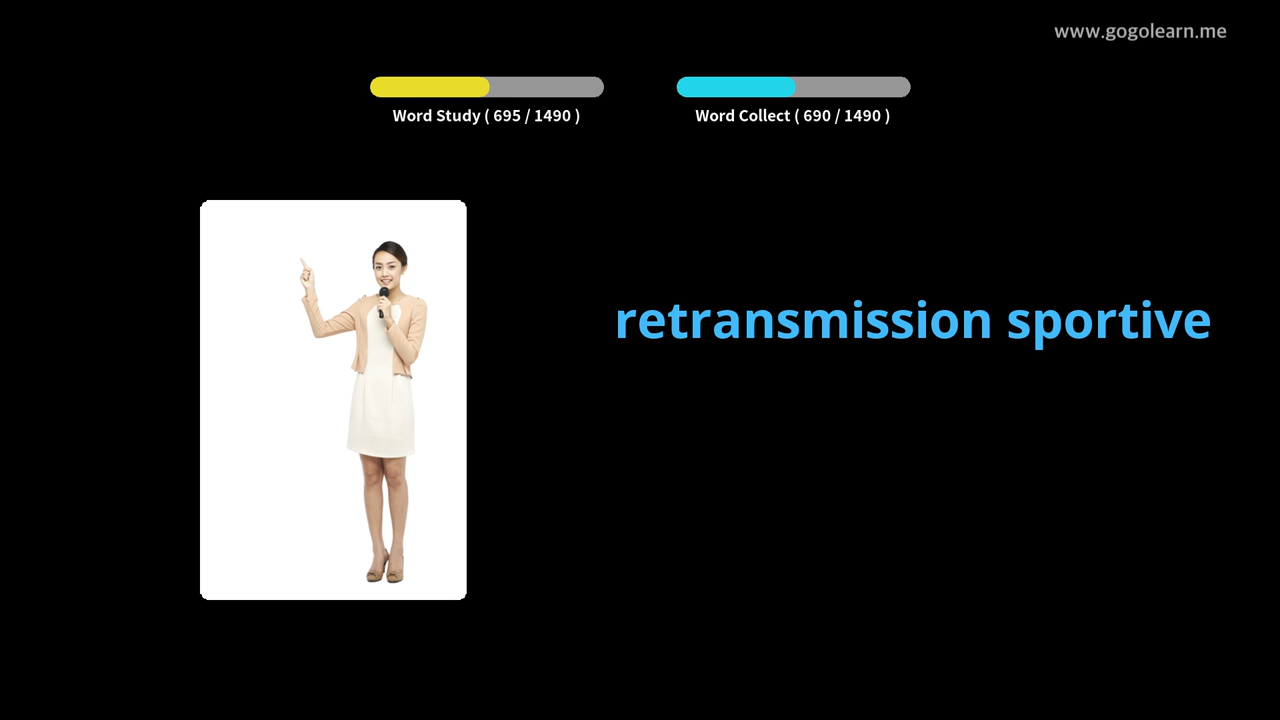 www.gogolearn.me
Word Study ( 695 / 1490 )
Word Collect ( 690 / 1490 )
retransmission sportive